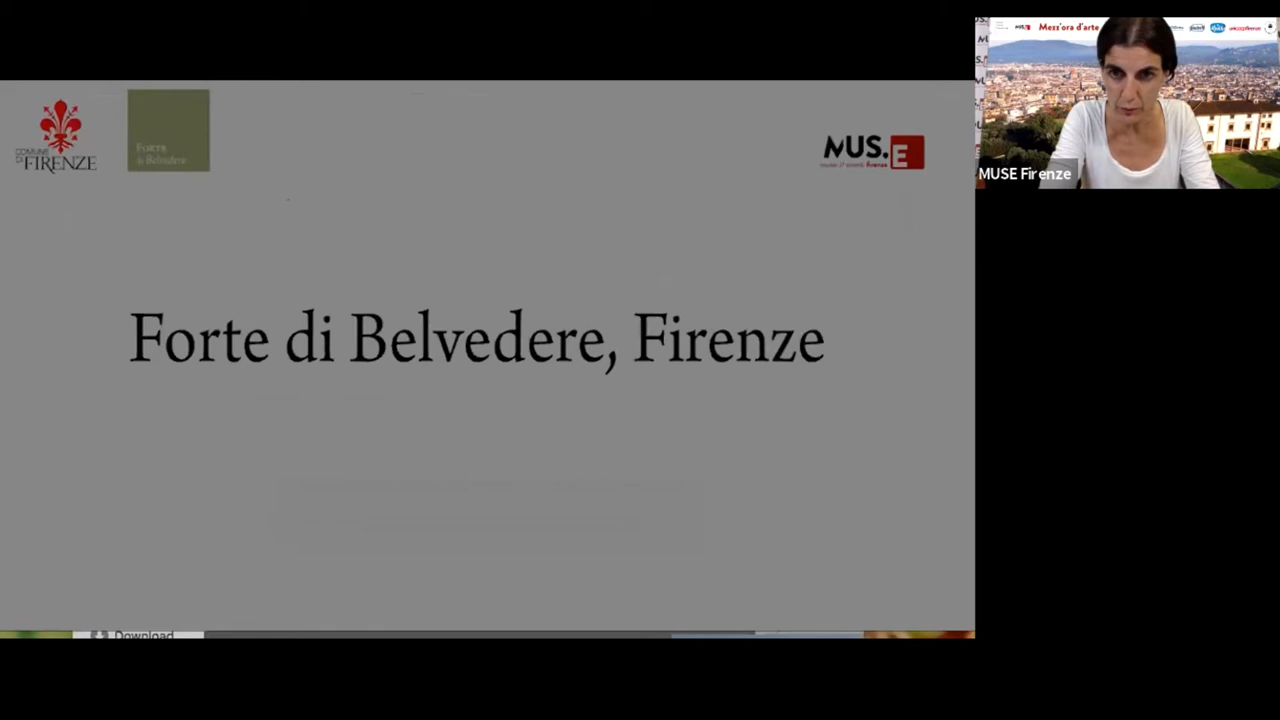 COMUNE DI
FIRENZE
FORTE
di Belvedere
MUS.E
Forte di Belvedere, Firenze
Download
Mezz'ora d'arte
MUSE Firenze